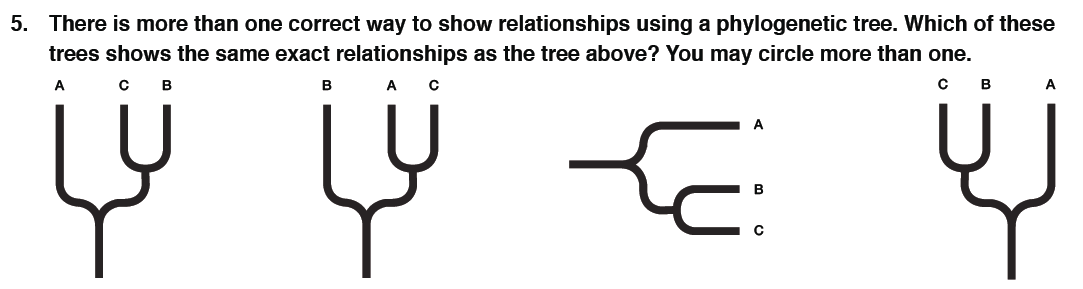 5. There is more than one correct way to show relationships using a phylogenetic tree. Which of these
trees shows the same exact relationships as the tree above? You may circle more than one.
A C B B A C C B A
A
B
C